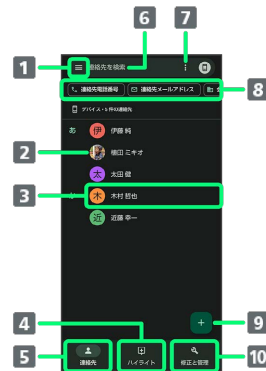 6 7
1 連絡先を検索
連絡先電話番号 連絡先メールアドレス 8
デバイス・5 件の連絡先
あ 伊 伊藤 純
2 植田 ミキオ
太 太田 健
3 か 木 木村 哲也
近 近藤 幸一
4 9
5 連絡先 ハイライト 修正と管理 10